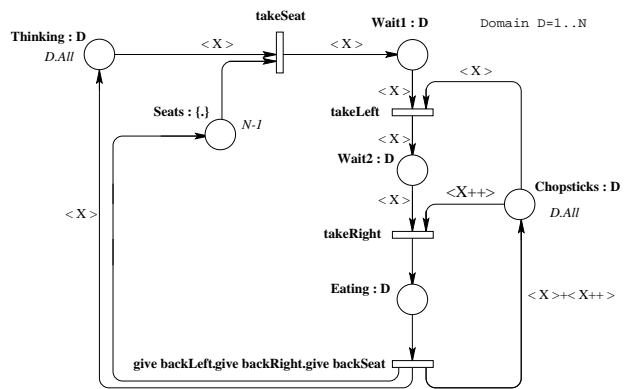 takeSeat
Thinking : D
D.All
< X >
< X >
Wait1 : D
Domain D=1..N
< X >
< X >
takeLeft
Seats : {.}
N-1
< X >
Wait2 : D
< X >
<X++>
Chopsticks : D
D.All
< X >
takeRight
Eating : D
< X >+< X++ >
give backLeft.give backRight.give backSeat